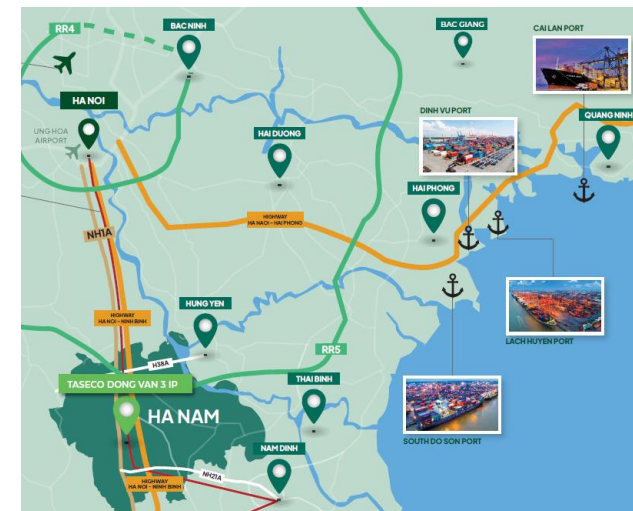 RR4
BAC NINH
BAC GIANG
CAI LAN PORT
HA NOI
UNG HOA
AIRPORT
HAI DUONG
DINH VU PORT
QUANG NINH
HAI PHONG
HIGHWAY
HA NAOI - HAI PHONG
NH1A
HUNG YEN
HIGHWAY
HA NOI - NINH BINH
LACH HUYEN PORT
RR5
H38A
TASECO DONG VAN 3 IP
THAI BINH
HA NAM
SOUTH DO SON PORT
NAM DINH
NH21A
HIGHWAY
HA NOI - NINH BINH